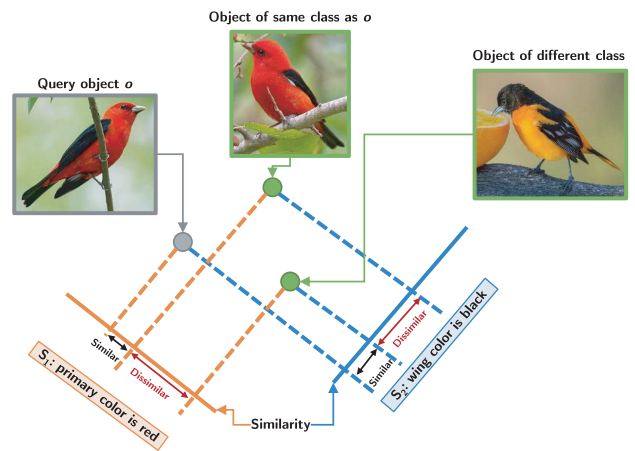 Object of same class as o
Object of different class
Query object o
Similar
Dissimilar
S₁: primary color is red
Dissimilar
Similar
S₂: wing color is black
Similarity